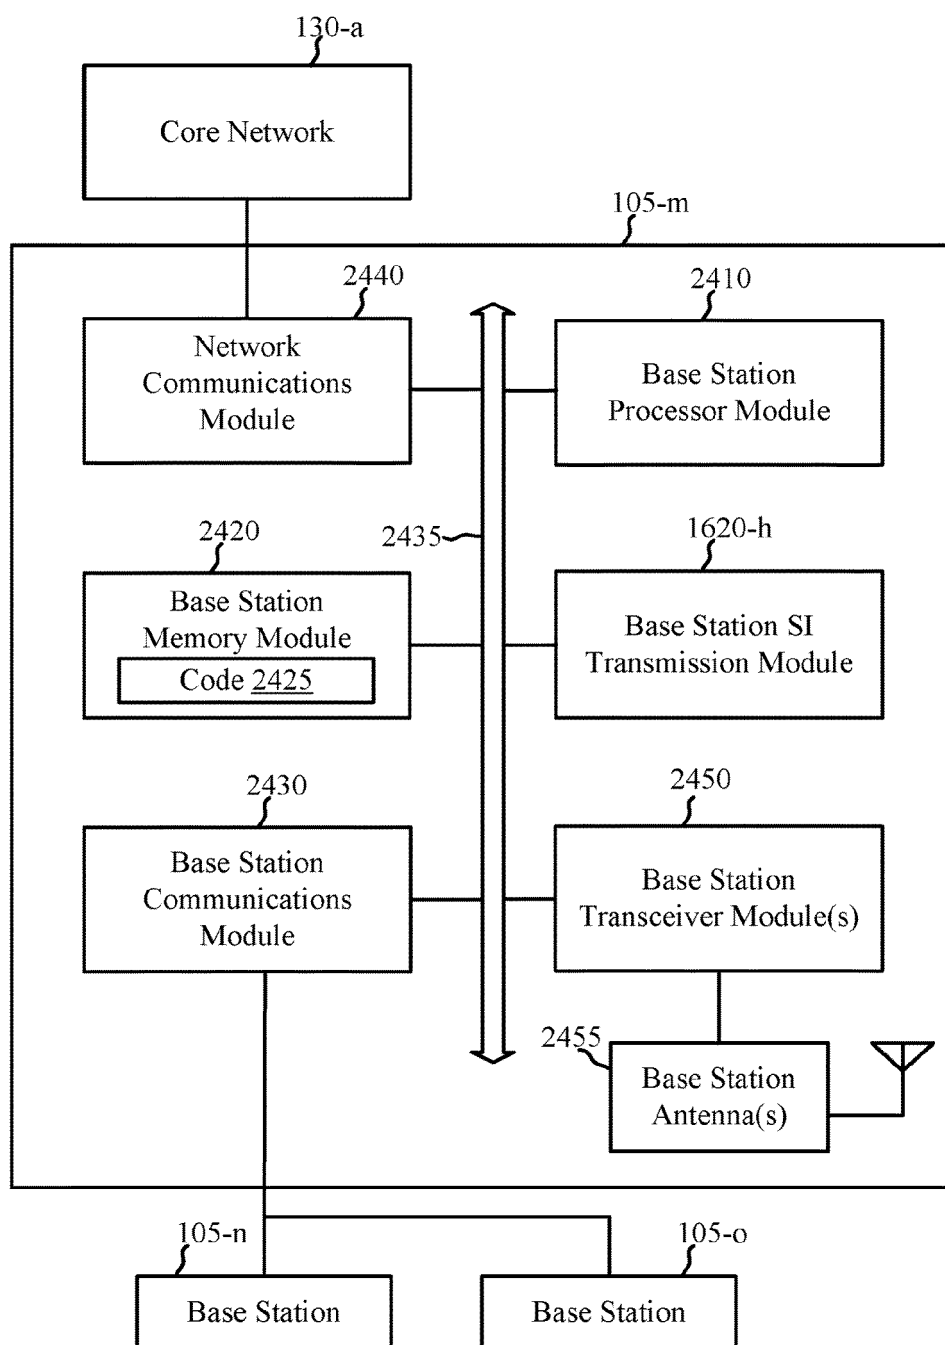 130-a
Core Network
105-m
2440
2410
Network
Communications
Module
Base Station
Processor Module
2420
2435
1620-h
Base Station
Memory Module
Code 2425
Base Station SI
Transmission Module
2430
2450
Base Station
Communications
Module
Base Station
Transceiver Module(s)
2455
Base Station
Antenna(s)
105-n
105-o
Base Station
Base Station